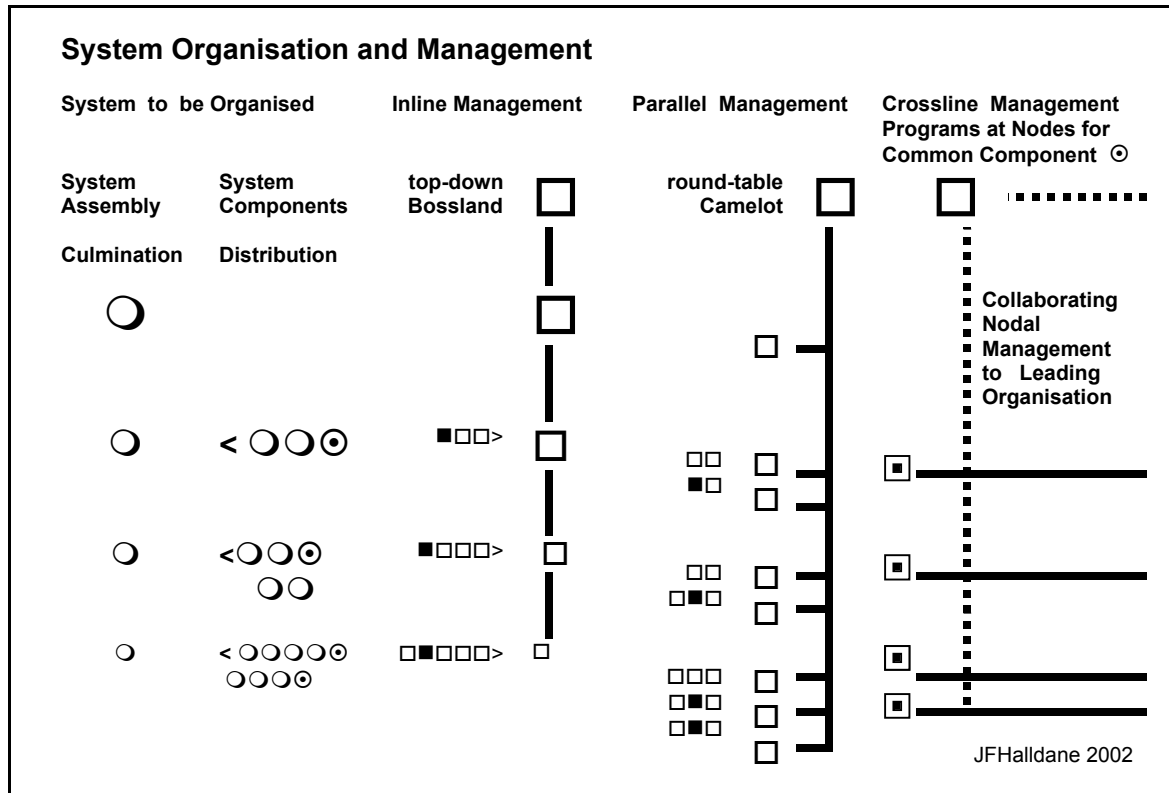 System Organisation and Management
System to be Organised
Inline Management
Parallel Management
Crossline Management
Programs at Nodes for
Common Component ⊙
System
Assembly
System
Components
top-down
Bossland
round-table
Camelot
Culmination
Distribution
Collaborating
Nodal
Management
to Leading
Organisation
JFHalldane 2002